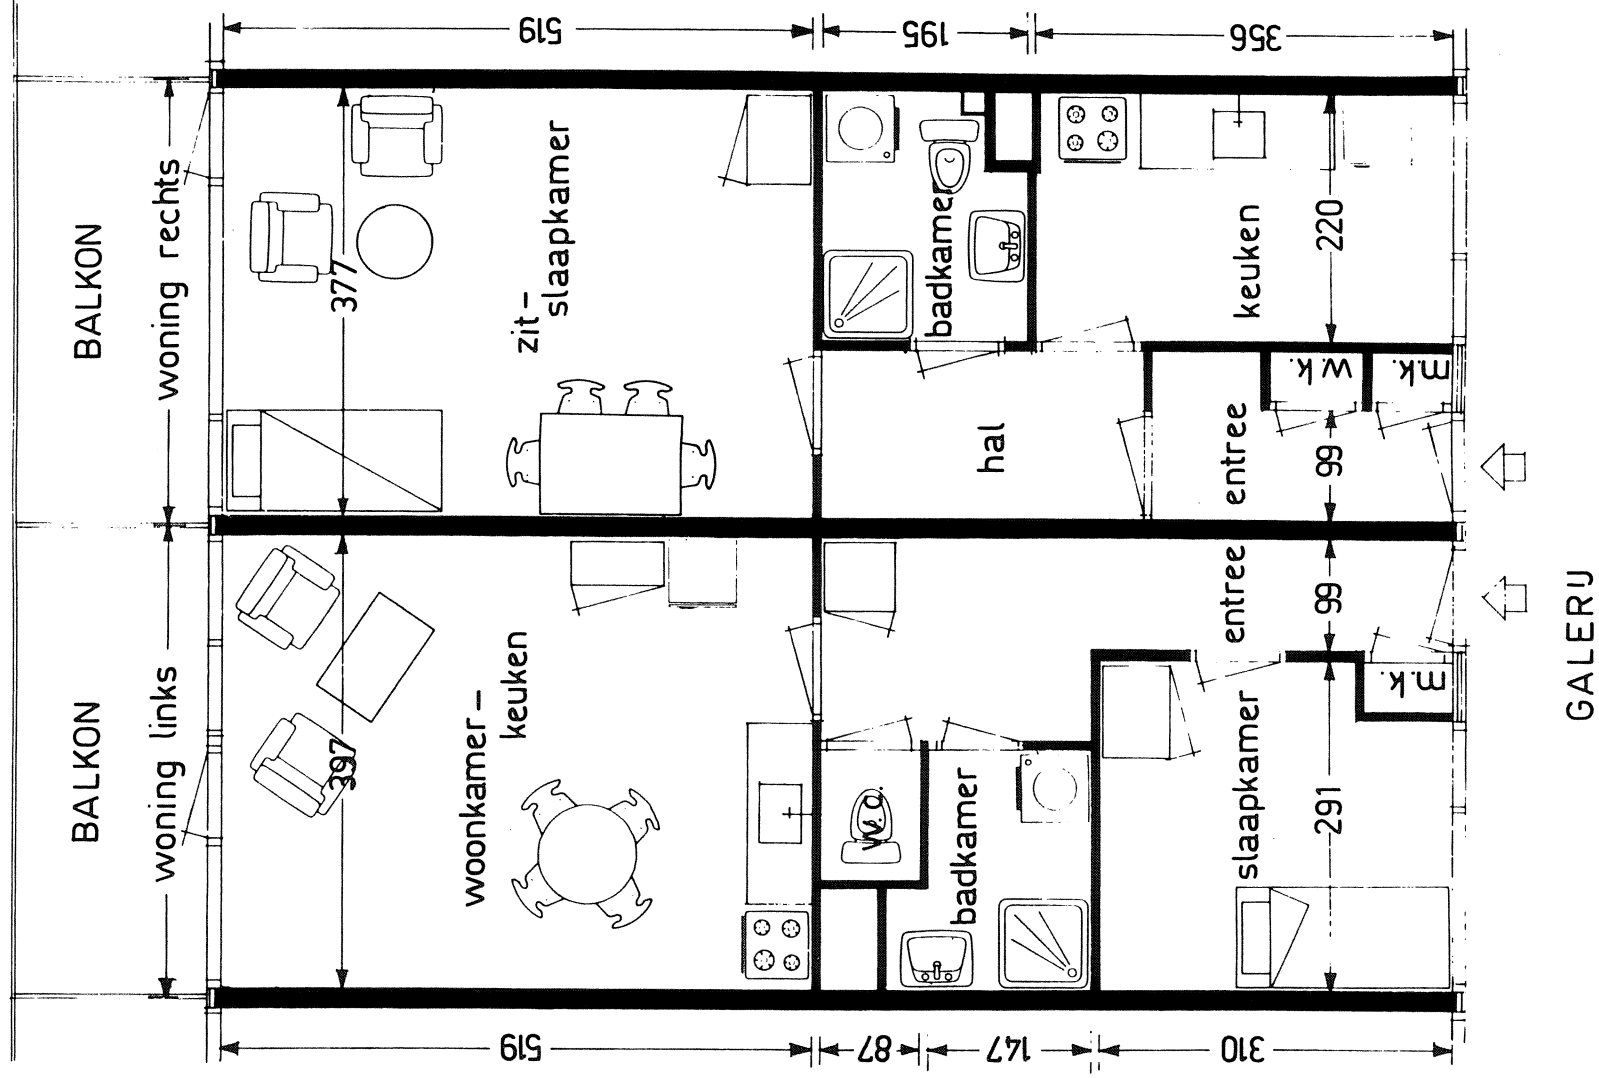 519
195
356
BALKON
woning rechts
377
zit-
slaapkamer
badkamer
keuken
220
hal
entree
w.k.
m.k.
99
BALKON
woning links
397
woonkamer-
keuken
w.c.
badkamer
entree
99
m.k.
slaapkamer
291
GALERIJ
519
87
147
310